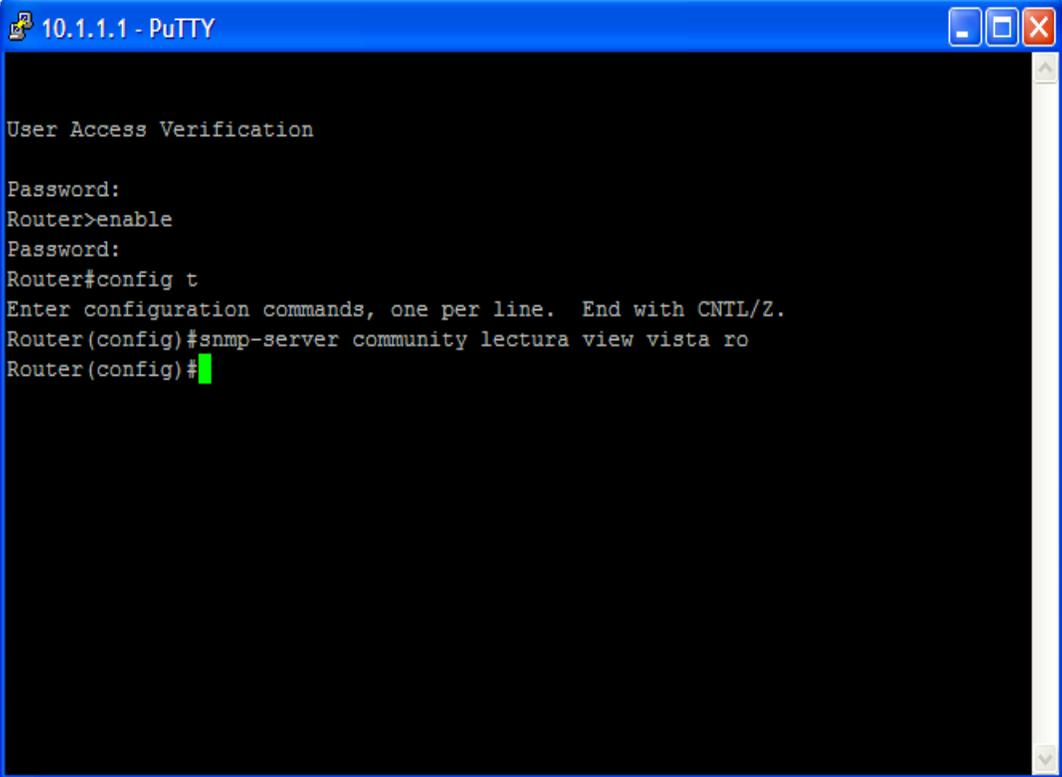 10.1.1.1 - PuTTY
User Access Verification
Password:
Router>enable
Password:
Router#config t
Enter configuration commands, one per line.  End with CNTL/Z.
Router(config)#snmp-server community lectura view vista ro
Router(config)#